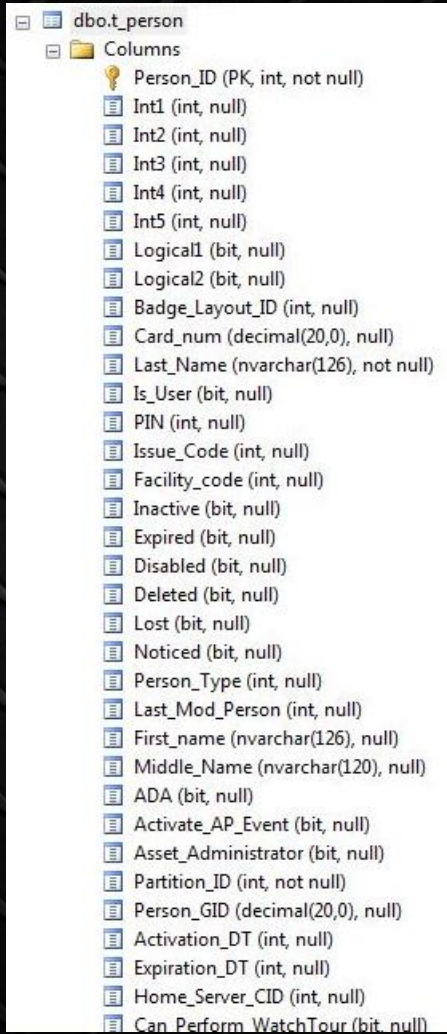 dbo.t_person
Columns
Person_ID (PK, int, not null)
Int1 (int, null)
Int2 (int, null)
Int3 (int, null)
Int4 (int, null)
Int5 (int, null)
Logical1 (bit, null)
Logical2 (bit, null)
Badge_Layout_ID (int, null)
Card_num (decimal(20,0), null)
Last_Name (nvarchar(126), not null)
Is_User (bit, null)
PIN (int, null)
Issue_Code (int, null)
Facility_code (int, null)
Inactive (bit, null)
Expired (bit, null)
Disabled (bit, null)
Deleted (bit, null)
Lost (bit, null)
Noticed (bit, null)
Person_Type (int, null)
Last_Mod_Person (int, null)
First_name (nvarchar(126), null)
Middle_Name (nvarchar(120), null)
ADA (bit, null)
Activate_AP_Event (bit, null)
Asset_Administrator (bit, null)
Partition_ID (int, not null)
Person_GID (decimal(20,0), null)
Activation_DT (int, null)
Expiration_DT (int, null)
Home_Server_CID (int, null)
Can_Perform_WatchTour (bit, null)